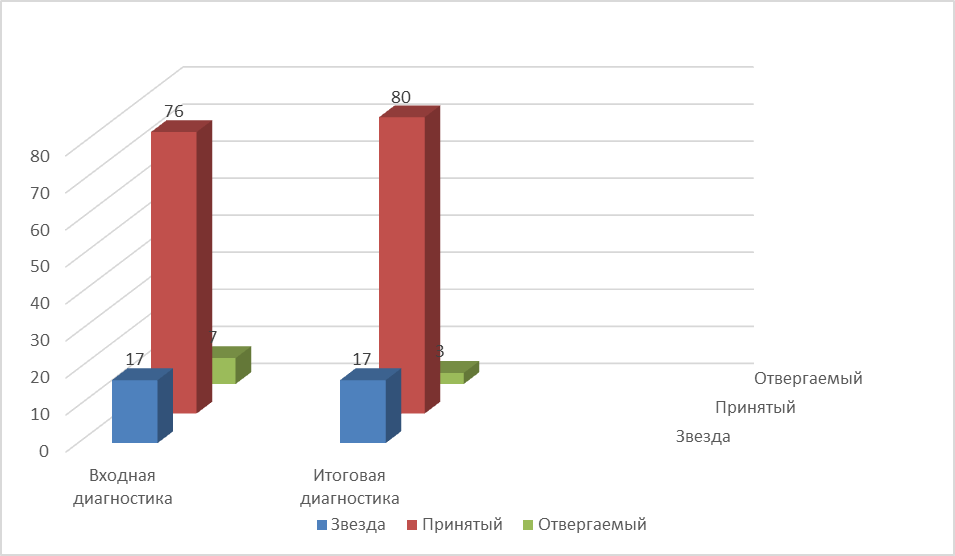 76
80
80
70
60
50
40
30
20
10
0
17
7
17
3
Отвергаемый
Принятый
Звезда
Входная
диагностика
Итоговая
диагностика
Звезда
Принятый
Отвергаемый